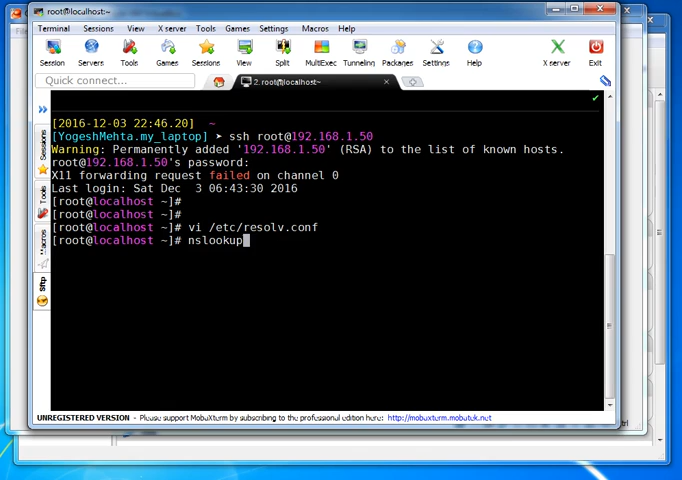 root@localhost:~
Terminal Sessions View X server Tools Games Settings Macros Help
Session Servers Tools Games Sessions View Split MultiExec Tunneling Packages Settings Help X server Exit
Quick connect...
2. root@localhost:~
[2016-12-03 22:46.20] ~
[YogeshMehta.my_laptop] ➤ ssh root@192.168.1.50
Warning: Permanently added '192.168.1.50' (RSA) to the list of known hosts.
root@192.168.1.50's password:
X11 forwarding request failed on channel 0
Last login: Sat Dec  3 06:43:30 2016
[root@localhost ~]#
[root@localhost ~]#
[root@localhost ~]# vi /etc/resolv.conf
[root@localhost ~]# nslookup
Sessions
Tools
Macros
Sftp
UNREGISTERED VERSION - Please support MobaXterm by subscribing to the professional edition here: http://mobaxterm.mobatek.net